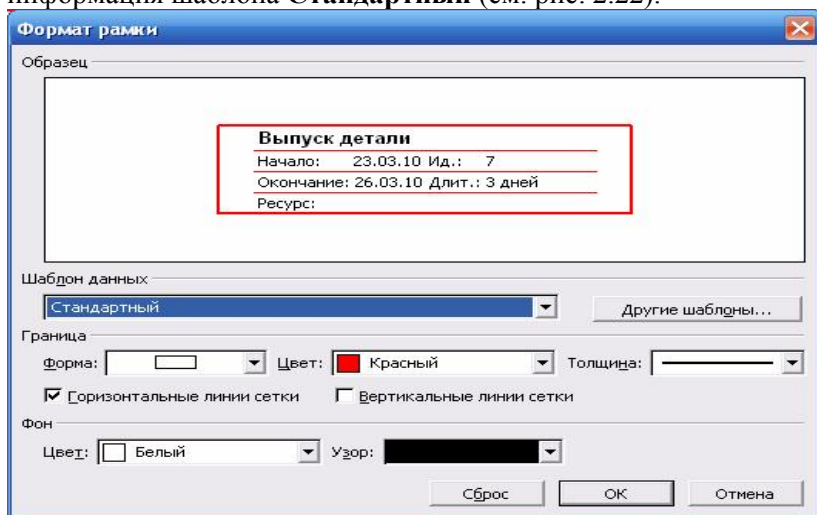 информация шаблона Стандартный (см. рис. 2.22).
Формат рамки
Образец
Выпуск детали
Начало: 23.03.10 Ид.: 7
Окончание: 26.03.10 Длит.: 3 дней
Ресурс:
Шаблон данных
Стандартный Другие шаблоны...
Граница
Форма: Цвет: Красный Толщина:
Горизонтальные линии сетки Вертикальные линии сетки
Фон
Цвет: Белый Узор:
Сброс ОК Отмена